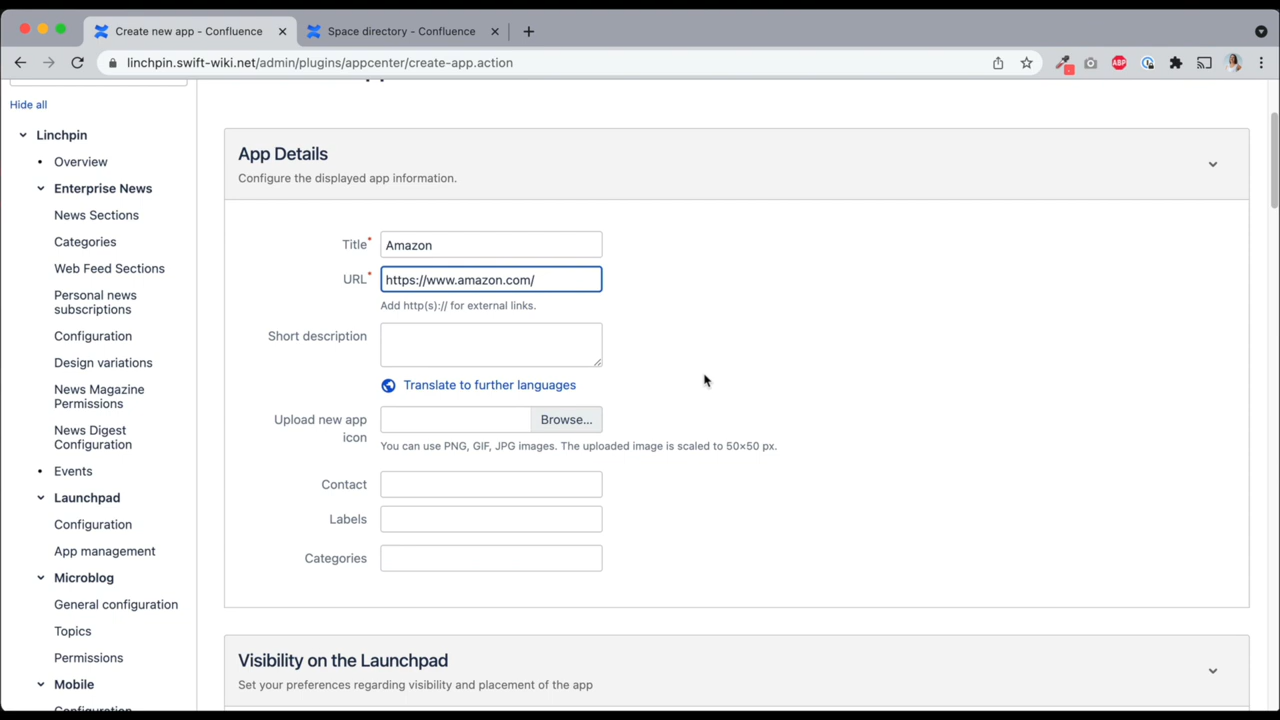 Create new app - Confluence
Space directory - Confluence
linchpin.swift-wiki.net/admin/plugins/appcenter/create-app.action
ABP
Hide all
Linchpin
Overview
Enterprise News
News Sections
Categories
Web Feed Sections
Personal news
subscriptions
Configuration
Design variations
News Magazine
Permissions
News Digest
Configuration
Events
Launchpad
Configuration
App management
Microblog
General configuration
Topics
Permissions
Mobile
App Details
Configure the displayed app information.
Title* Amazon
URL* https://www.amazon.com/
Add http(s):// for external links.
Short description
Translate to further languages
Upload new app
icon
Browse...
You can use PNG, GIF, JPG images. The uploaded image is scaled to 50×50 px.
Contact
Labels
Categories
Visibility on the Launchpad
Set your preferences regarding visibility and placement of the app